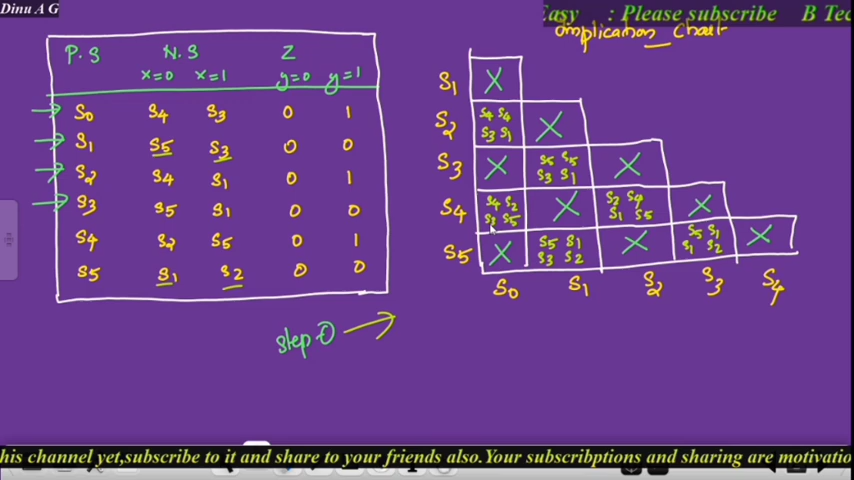 Dinu A G
Easy : Please subscribe B Tec
Implication Chart
P.S N.S Z
x=0 x=1 y=0 y=1
S0 S4 S3 0 1
S1 S5 S3 0 0
S2 S4 S1 0 1
S3 S5 S1 0 0
S4 S2 S5 0 1
S5 S1 S2 0 0
S1 X
S2 S4 S4 X
S3 S1
S3 X S5 S5 X
S3 S1
S4 S4 S2 X S2 S4 X
S3 S5 S1 S5
S5 X S5 S1 X S5 S1 X
S3 S2 S1 S2
S0 S1 S2 S3 S4
step-0
his channel yet,subscribe to it and share to your friends also.Your subscribptions and sharing are motivatio